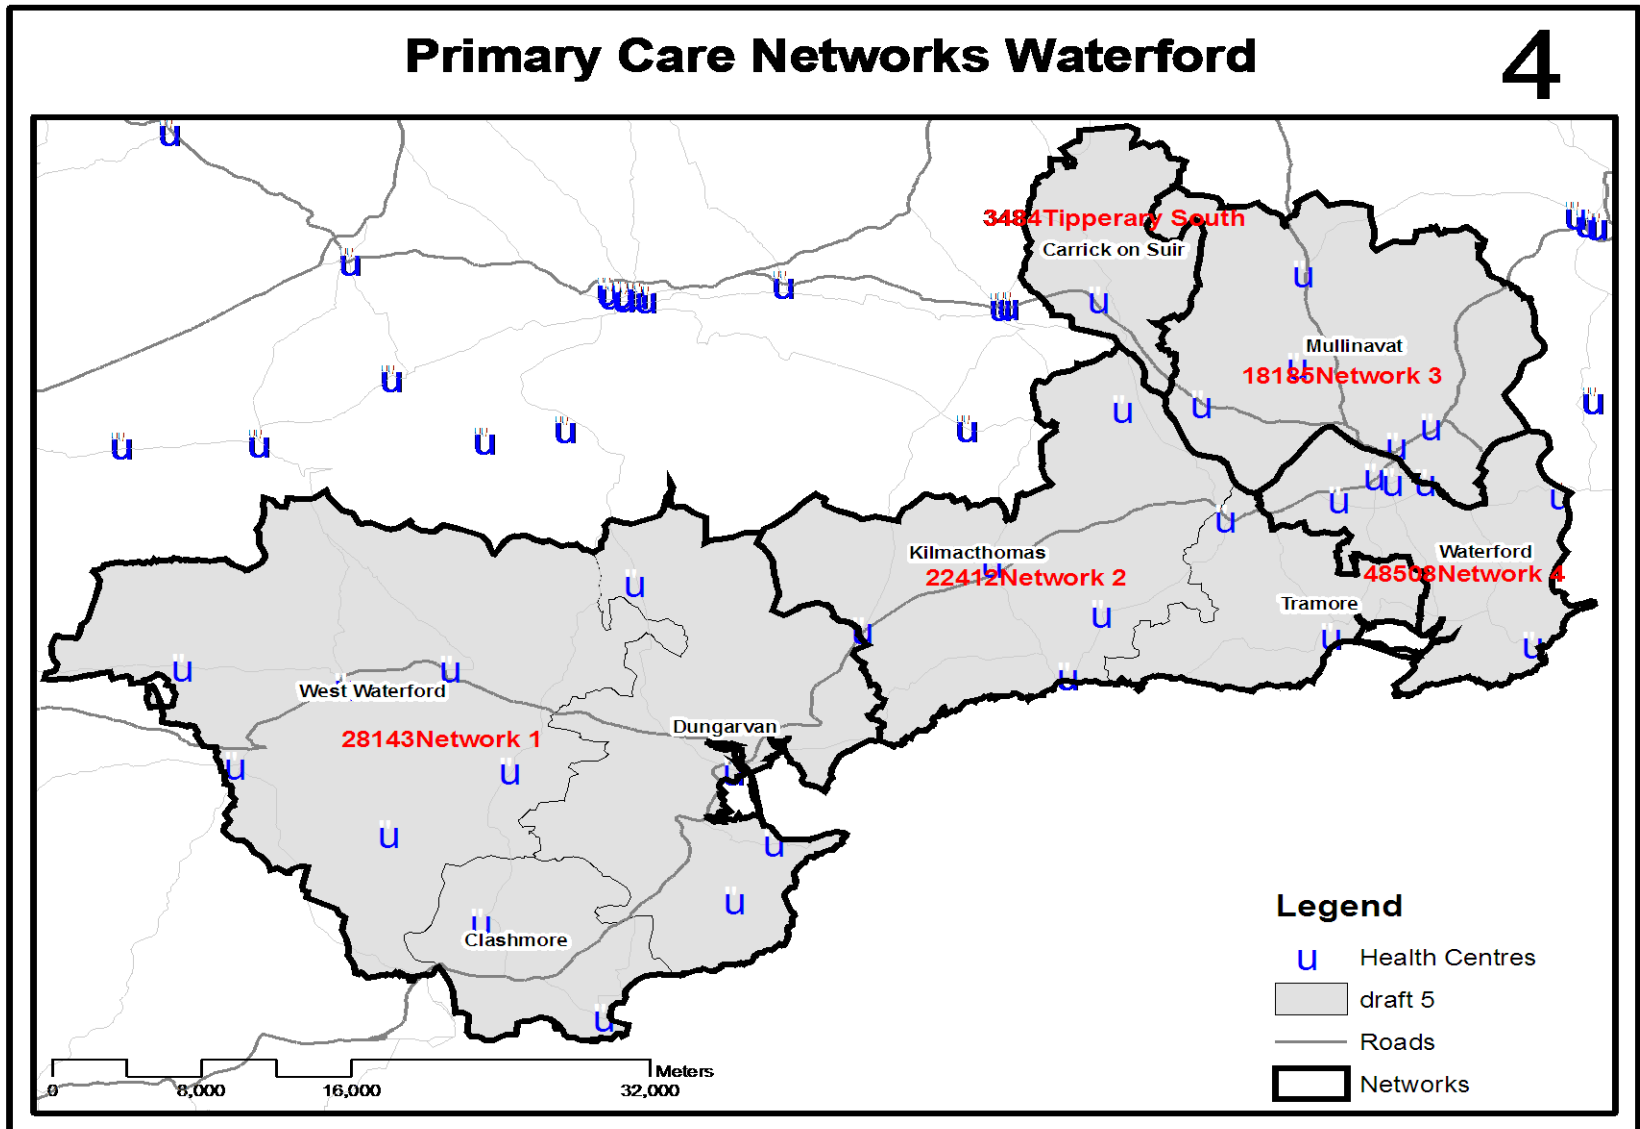 Primary Care Networks Waterford
4
3484Tipperary South
Carrick on Suir
Mullinavat
18185Network 3
Kilmacthomas
22412Network 2
Waterford
48508Network 4
Tramore
West Waterford
28143Network 1
Dungarvan
Clashmore
Legend
u Health Centres
draft 5
Roads
Networks
0 8,000 16,000 32,000 Meters